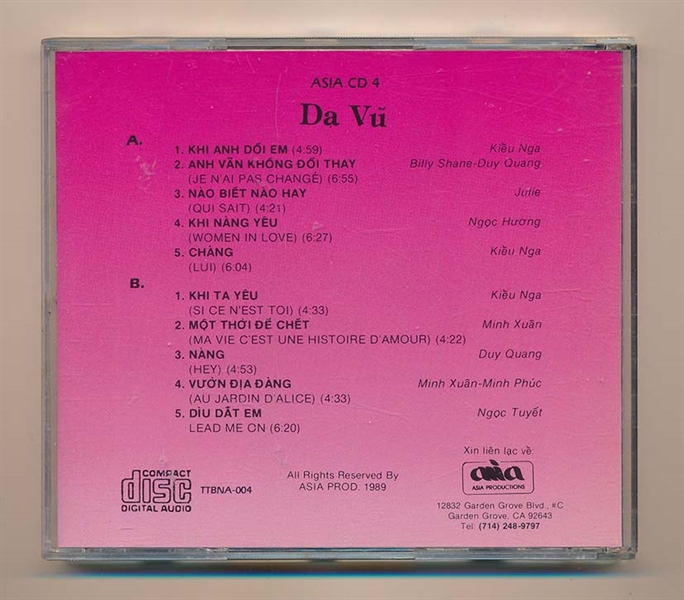 ASIA CD 4
Dạ Vũ
A.
1. KHI ANH DỐI EM (4:59) Kiều Nga
2. ANH VẪN KHÔNG ĐỔI THAY Billy Shane-Duy Quang
(JE N'AI PAS CHANGÉ) (6:55)
3. NÀO BIẾT NÀO HAY Julie
(QUI SAIT) (4:21)
4. KHI NÀNG YÊU Ngọc Hương
(WOMEN IN LOVE) (6:27)
5. CHÀNG Kiều Nga
(LUI) (6:04)
B.
1. KHI TA YÊU Kiều Nga
(SI CE N'EST TOI) (4:33)
2. MỘT THỜI ĐỂ CHẾT Minh Xuân
(MA VIE C'EST UNE HISTOIRE D'AMOUR) (4:22)
3. NÀNG Duy Quang
(HEY) (4:53)
4. VƯỜN ĐỊA ĐÀNG Minh Xuân-Minh Phúc
(AU JARDIN D'ALICE) (4:33)
5. DÌU DẮT EM Ngọc Tuyết
LEAD ME ON (6:20)
COMPACT
disc
DIGITAL AUDIO
TTBNA-004
All Rights Reserved By
ASIA PROD. 1989
Xin liên lạc về:
asia
ASIA PRODUCTIONS
12832 Garden Grove Blvd., #C
Garden Grove, CA 92643
Tel: (714) 248-9797